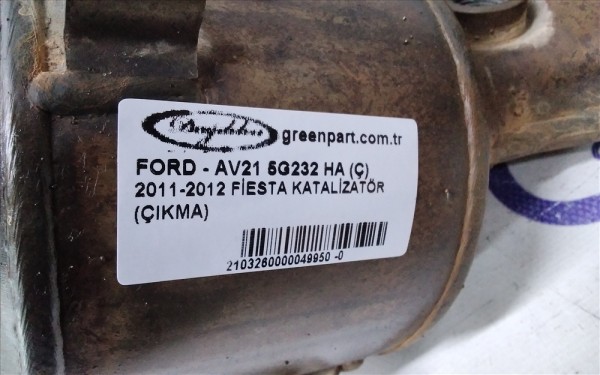 greenpart.com.tr
FORD - AV21 5G232 HA (Ç)
2011-2012 FİESTA KATALİZATÖR
(ÇIKMA)
2103260000049950 -0